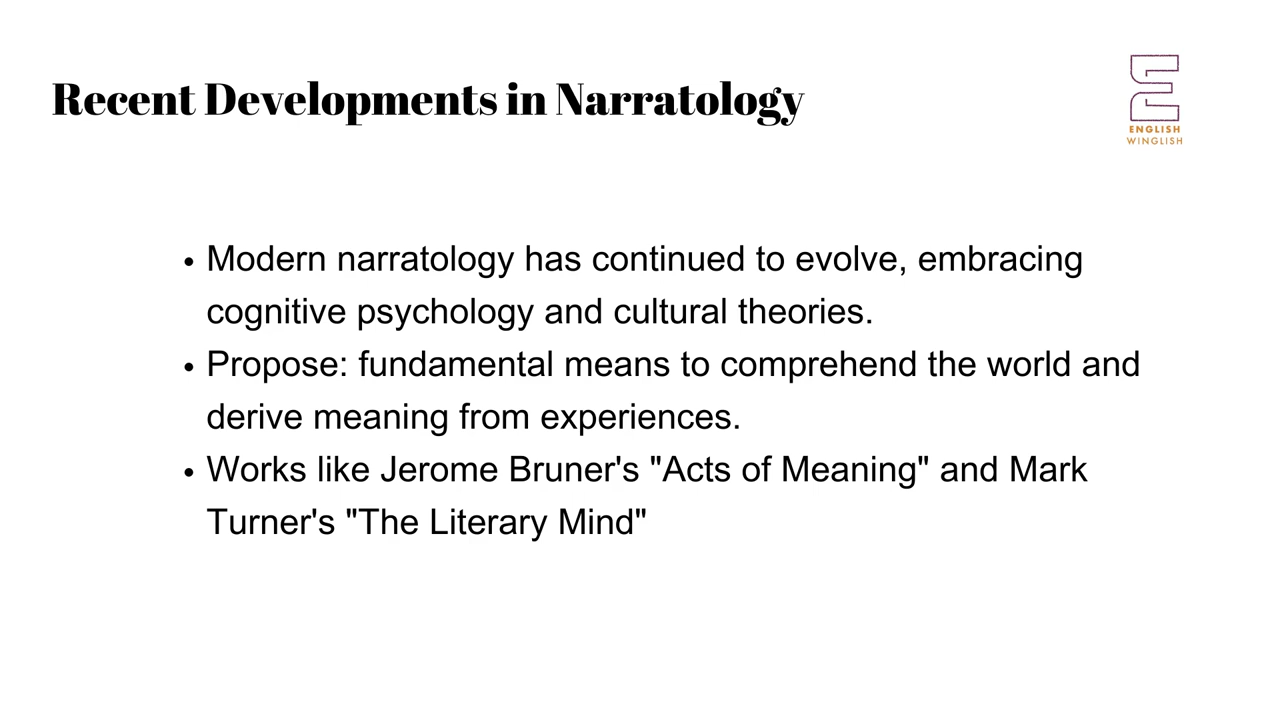 Recent Developments in Narratology
ENGLISH
WINGLISH
• Modern narratology has continued to evolve, embracing
cognitive psychology and cultural theories.
• Propose: fundamental means to comprehend the world and
derive meaning from experiences.
• Works like Jerome Bruner's "Acts of Meaning" and Mark
Turner's "The Literary Mind"